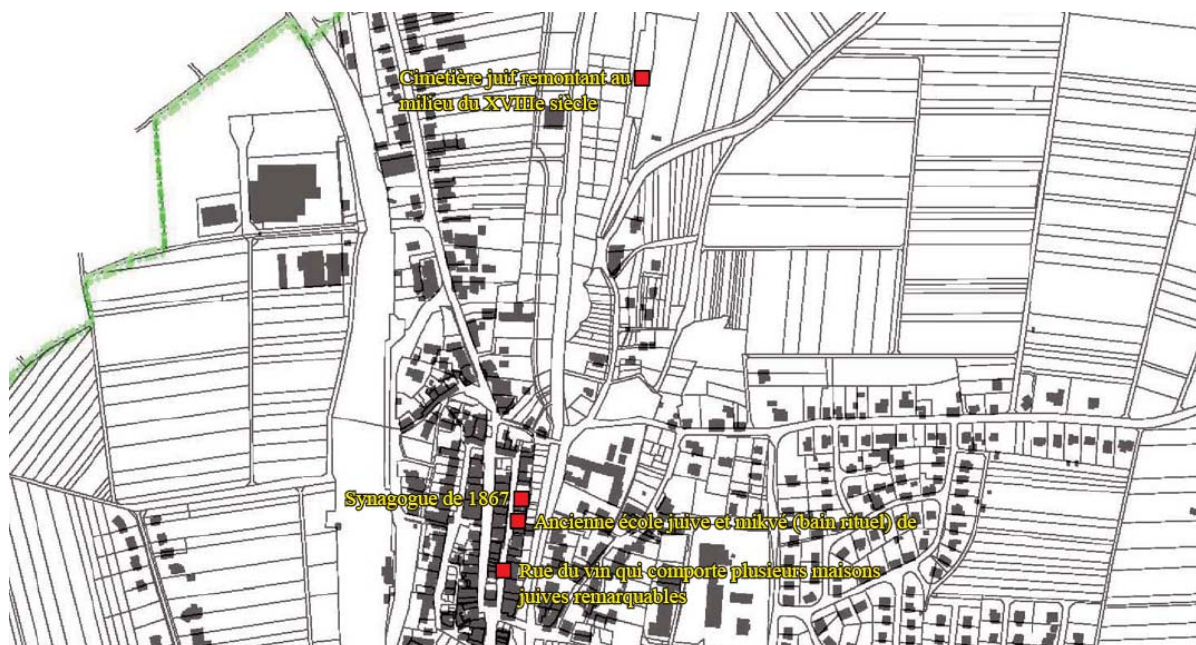 Cimetière juif remontant au
milieu du XVIIIe siècle
Synagogue de 1867
Ancienne école juive et mikvé (bain rituel) de
Rue du vin qui comporte plusieurs maisons
juives remarquables